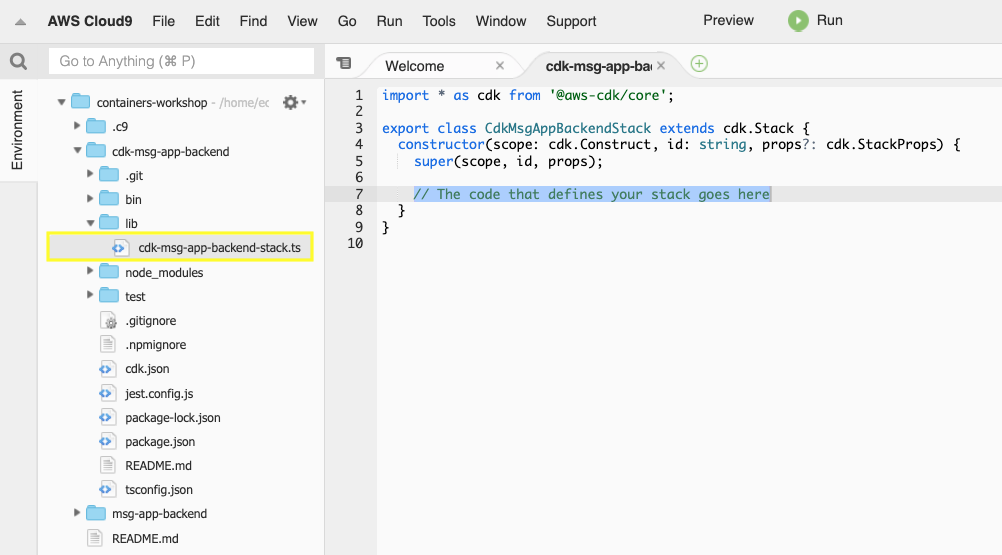 AWS Cloud9 File Edit Find View Go Run Tools Window Support Preview Run
Go to Anything (⌘ P)
Environment
containers-workshop - /home/ec
.c9
cdk-msg-app-backend
.git
bin
lib
cdk-msg-app-backend-stack.ts
node_modules
test
.gitignore
.npmignore
cdk.json
jest.config.js
package-lock.json
package.json
README.md
tsconfig.json
msg-app-backend
README.md
Welcome × cdk-msg-app-bac ×
1 import * as cdk from '@aws-cdk/core';
2
3 export class CdkMsgAppBackendStack extends cdk.Stack {
4 constructor(scope: cdk.Construct, id: string, props?: cdk.StackProps) {
5 super(scope, id, props);
6
7 // The code that defines your stack goes here
8 }
9 }
10